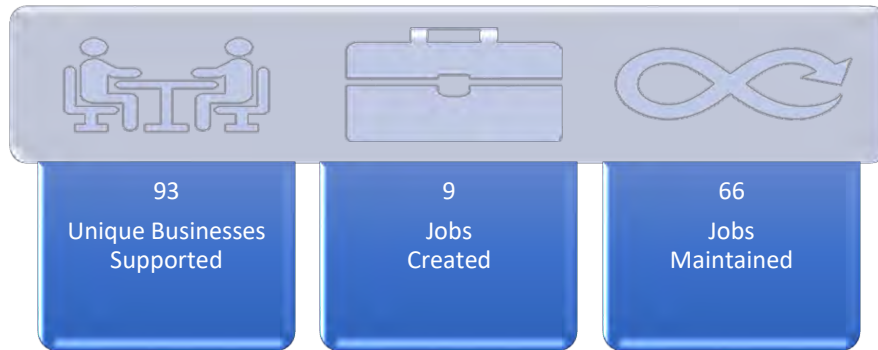 93
Unique Businesses
Supported
9
Jobs
Created
66
Jobs
Maintained